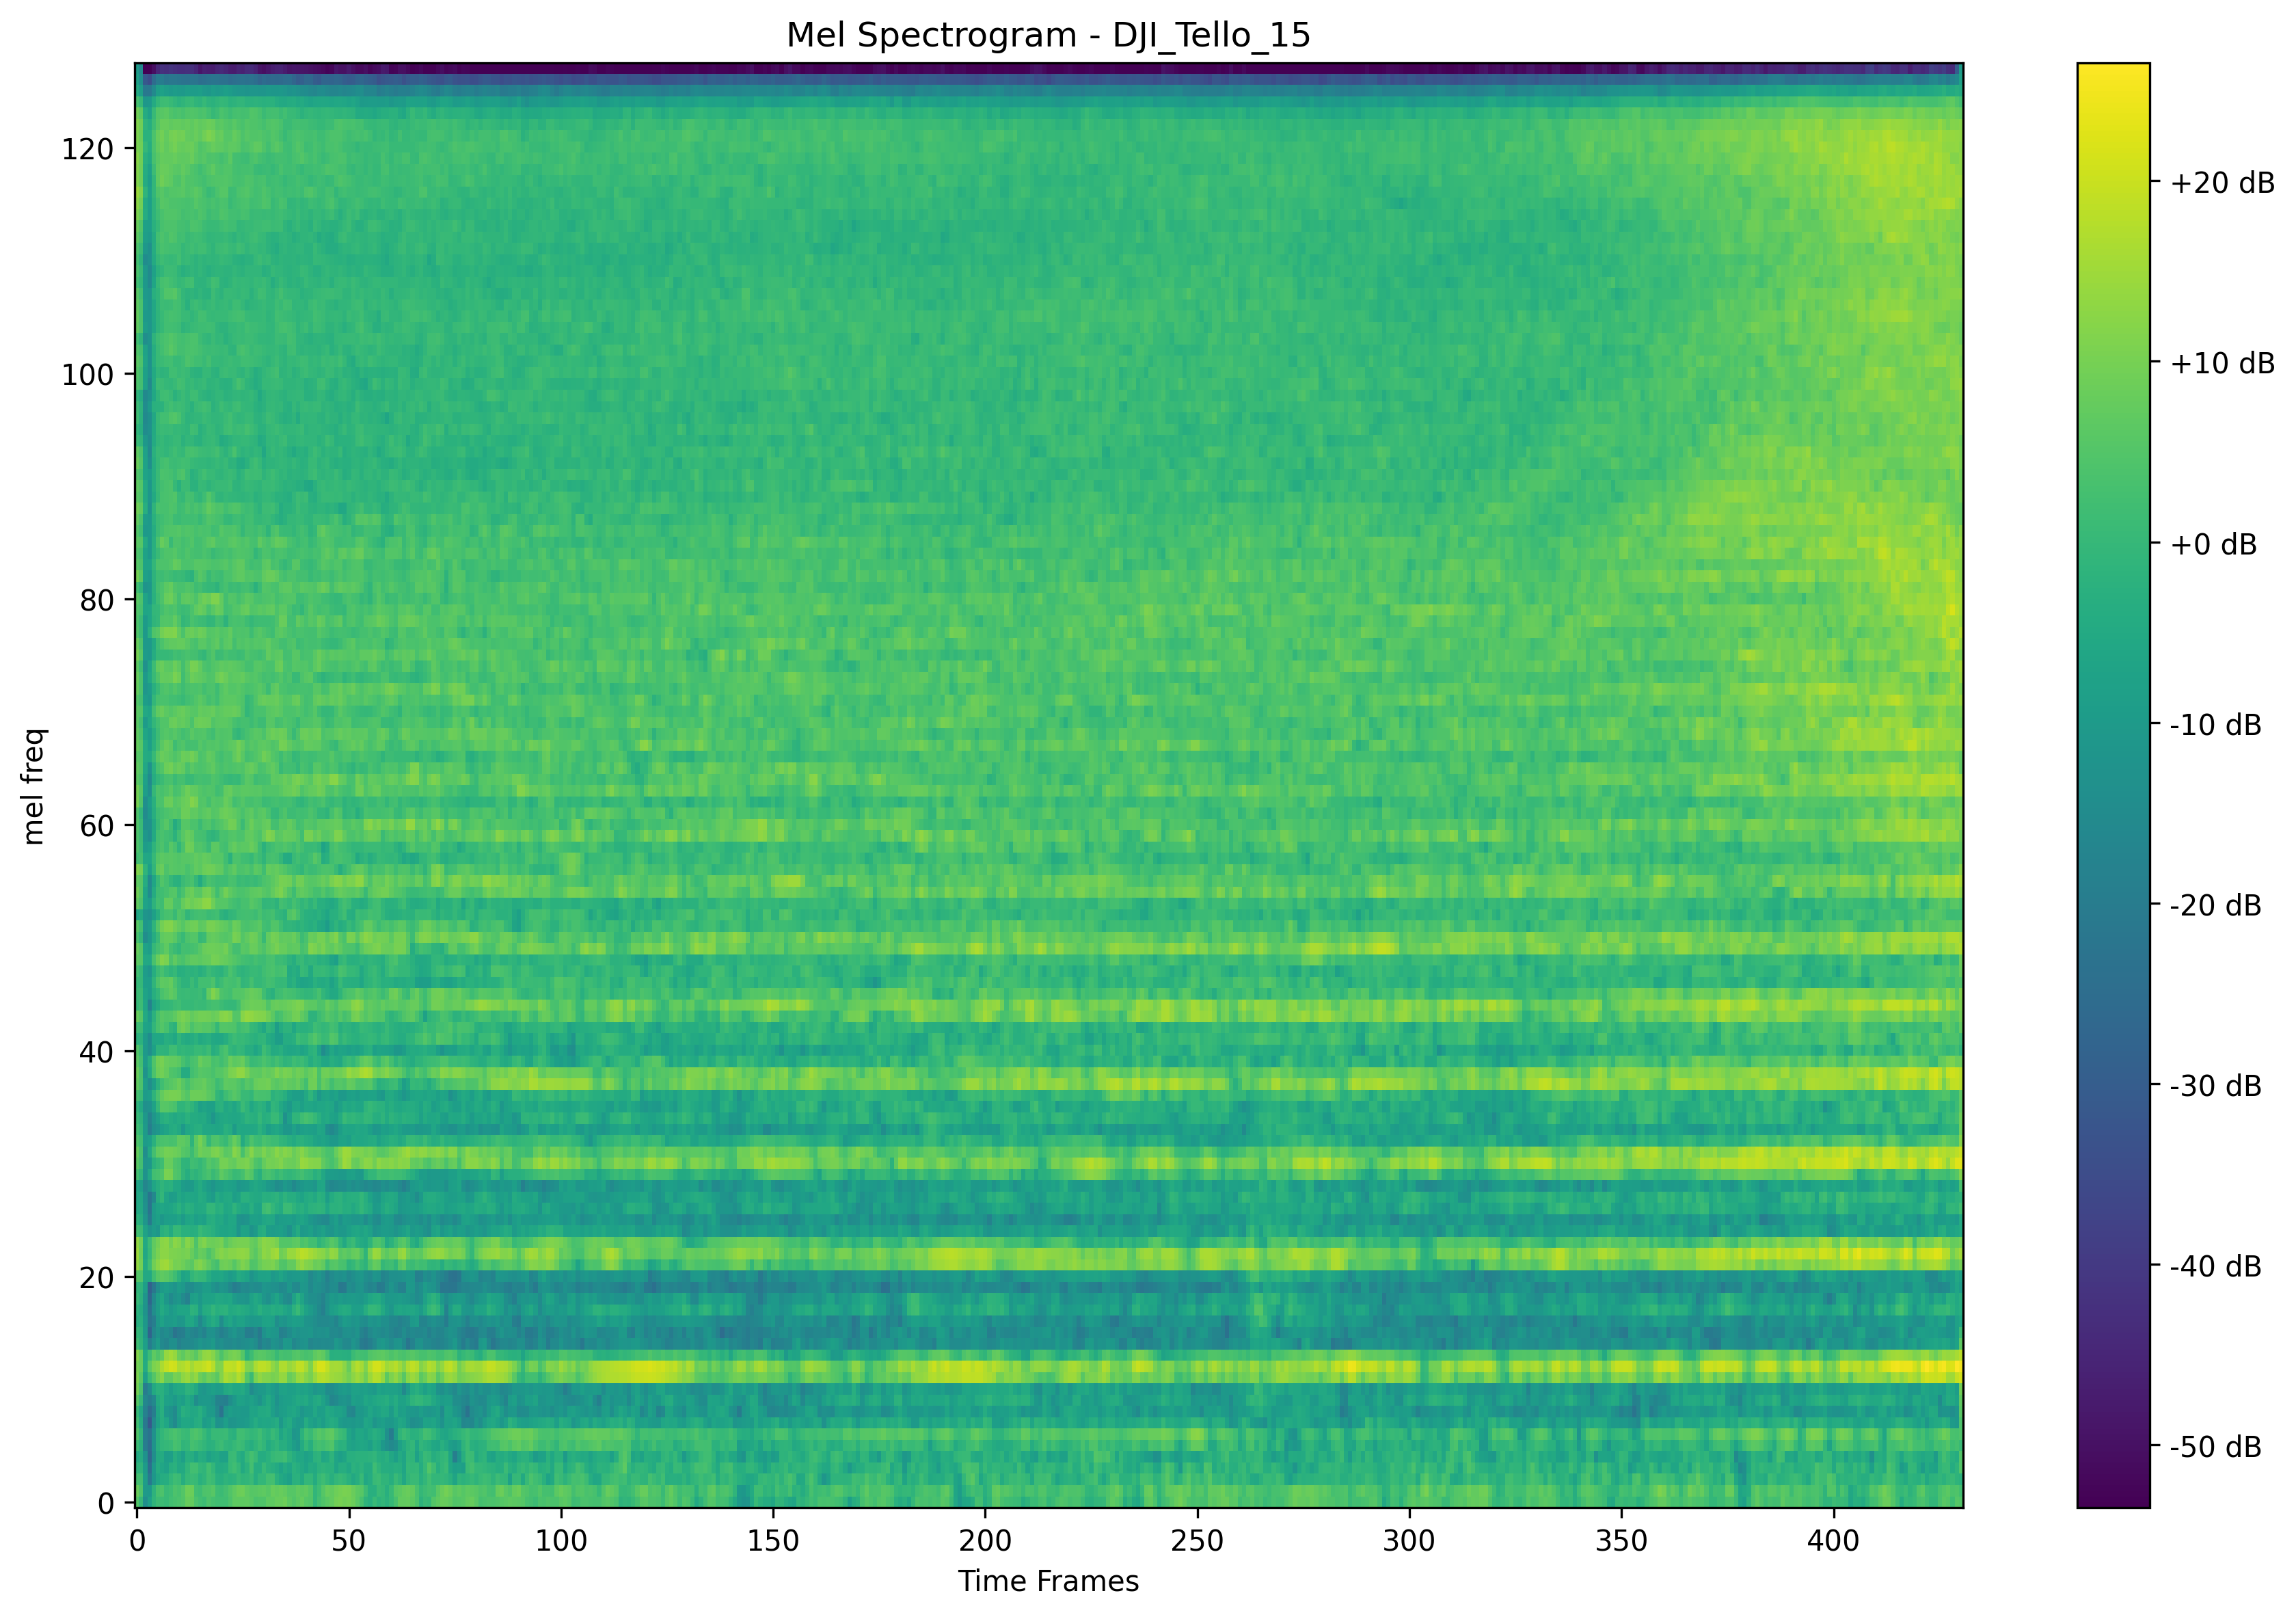 Mel Spectrogram - DJI_Tello_15
mel freq
120
100
80
60
40
20
0
0 50 100 150 200 250 300 350 400
Time Frames
+20 dB
+10 dB
+0 dB
-10 dB
-20 dB
-30 dB
-40 dB
-50 dB